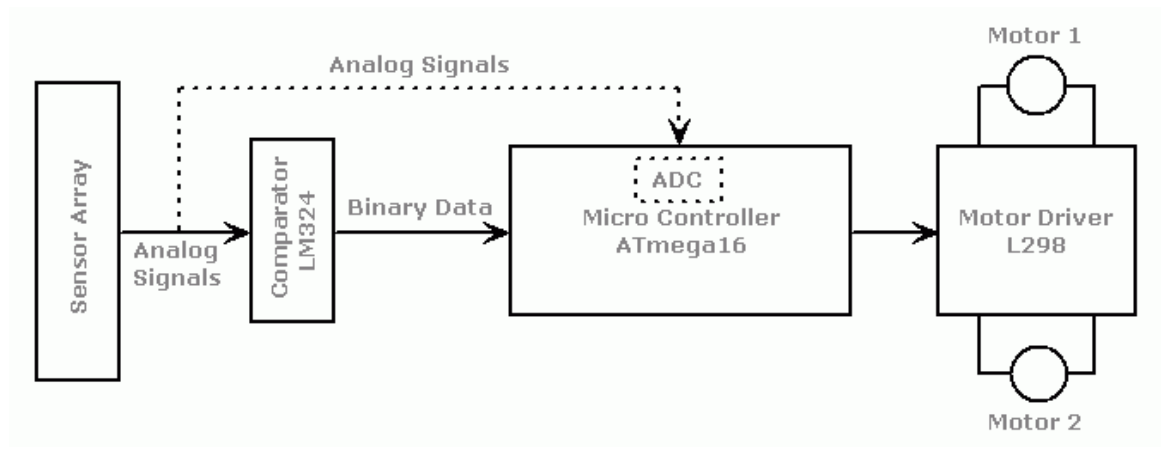 Motor 1
Analog Signals
Sensor Array
Analog
Signals
Comparator
LM324
Binary Data
ADC
Micro Controller
ATmega16
Motor Driver
L298
Motor 2